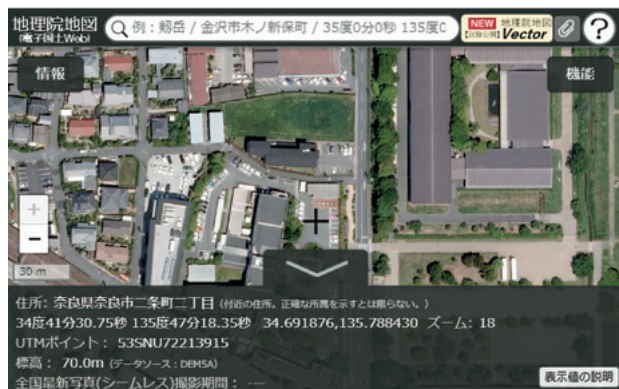 地理院地図
(電子国土Web)
例：剱岳 / 金沢市木ノ新保町 / 35度0分0秒 135度0
NEW 地理院地図
【試験公開】Vector
?
情報
機能
+
-
30 m
住所: 奈良県奈良市二条町二丁目 (付近の住所。正確な所属を示すとは限らない。)
34度41分30.75秒 135度47分18.35秒 34.691876,135.788430 ズーム: 18
UTMポイント： 53SNU72213915
標高： 70.0m (データソース：DEM5A)
全国最新写真(シームレス)撮影期間： ---
表示値の説明